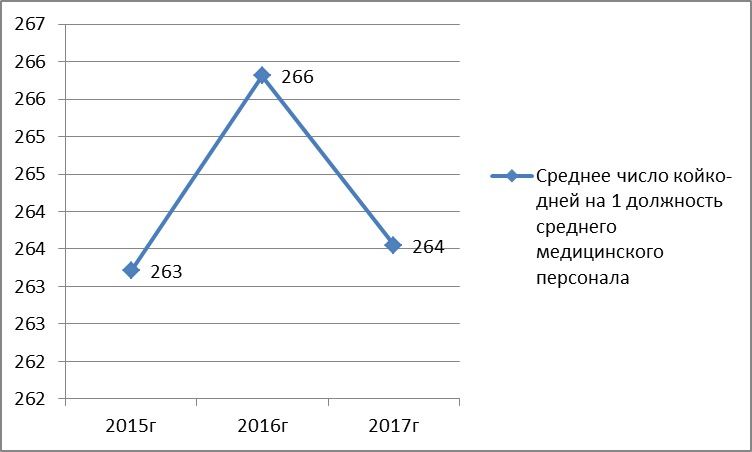 267
266
266
265
265
264
264
263
263
262
262
266
263
264
2015г
2016г
2017г
Среднее число койко-
дней на 1 должность
среднего
медицинского
персонала